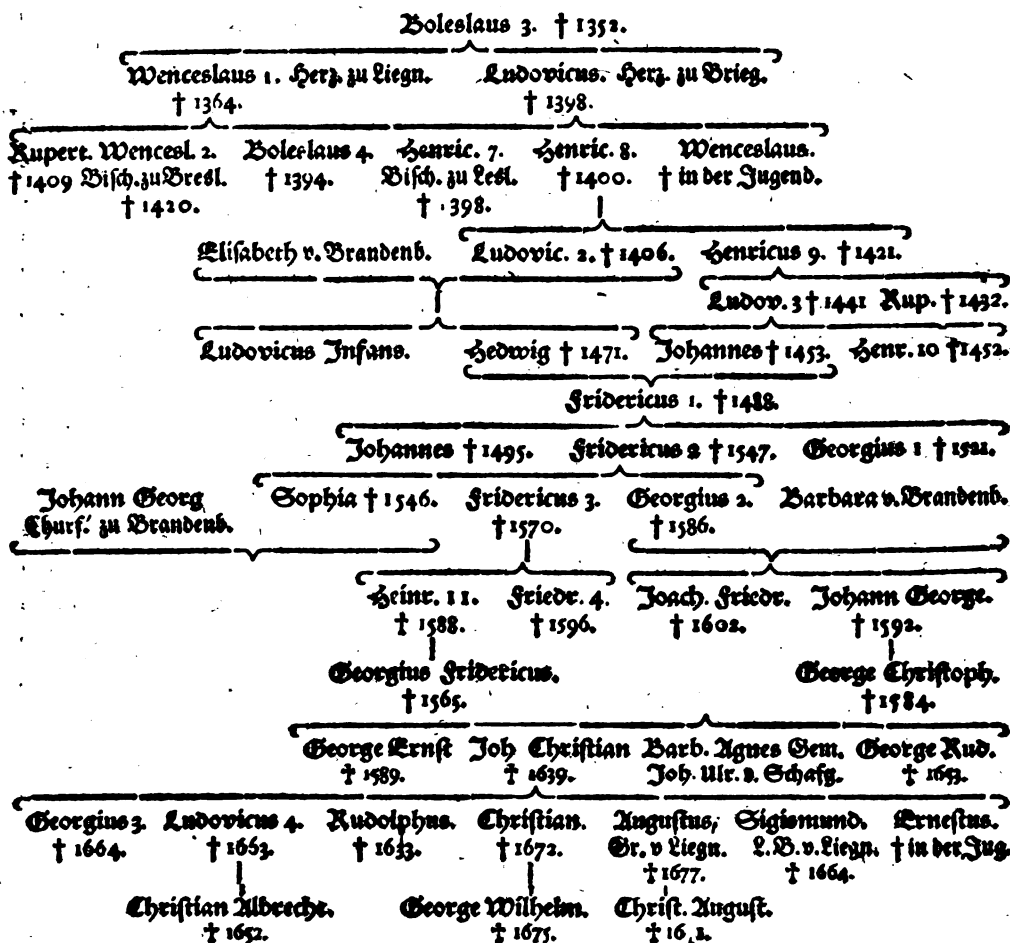 Boleslaus 3. † 1352.
Wenceslaus 1. Herz. zu Liegn. Ludovicus. Herz. zu Brieg.
† 1364. † 1398.
Rupert. Wencesl. 2. Boleslaus 4. Henric. 7. Henric. 8. Wenceslaus.
† 1409 Bisch. zu Bresl. † 1394. Bisch. zu Lesl. † 1400. † in der Jugend.
† 1420. † 398.
Elisabeth v. Brandenb. Ludovic. 2. † 1406. Henricus 9. † 1421.
Ludov. 3 † 1441 Rup. † 1432.
Ludovicus Infans. Hedwig † 1471. Johannes † 1453. Henr. 10 † 1452.
Fridericus 1. † 1488.
Johannes † 1495. Fridericus 2 † 1547. Georgius 1 † 1521.
Johann Georg Sophia † 1546. Fridericus 3. Georgius 2. Barbara v. Brandenb.
Churf. zu Brandenb. † 1570. † 1586.
Heinr. 11. Friedr. 4. Joach. Friedr. Johann George.
† 1588. † 1596. † 1602. † 1592.
Georgius Fridericus. George Christoph.
† 1565. † 1584.
George Ernst Joh Christian Barb. Agnes Gem. George Rud.
† 1589. † 1639. Joh. Ulr. v. Schafg. † 1653.
Georgius 3. Ludovicus 4. Rudolphus. Christian. Augustus, Sigismund. Ernestus.
† 1664. † 1663. † 1633. † 1672. Gr. v Liegn. L. B. v. Liegn. † in der Jug.
† 1677. † 1664.
Christian Albrecht. George Wilhelm. Christ. August.
† 1652. † 1675.